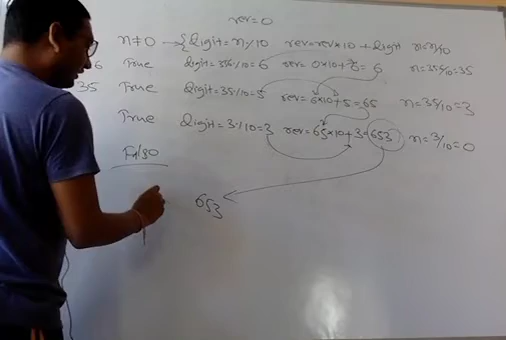 rev=0
n≠0 → {digit = n%10 rev=rev*10 + digit n=n/10
6 True digit=356%10=6 rev= 0*10+6= 6 n=356/10=35
35 True digit=35%10=5 rev= 6*10+5=65 n=35/10=3
True digit=3%10=3 rev=65*10+3=653 n=3/10=0
False
653